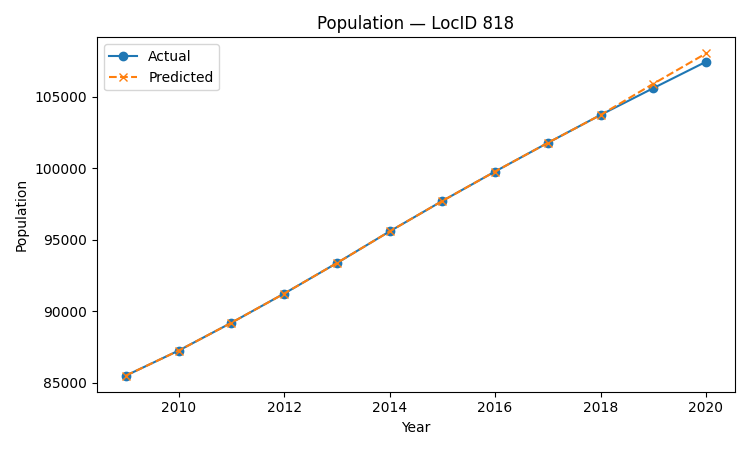 Population — LocID 818
Actual
Predicted
Population
105000
100000
95000
90000
85000
2010 2012 2014 2016 2018 2020
Year